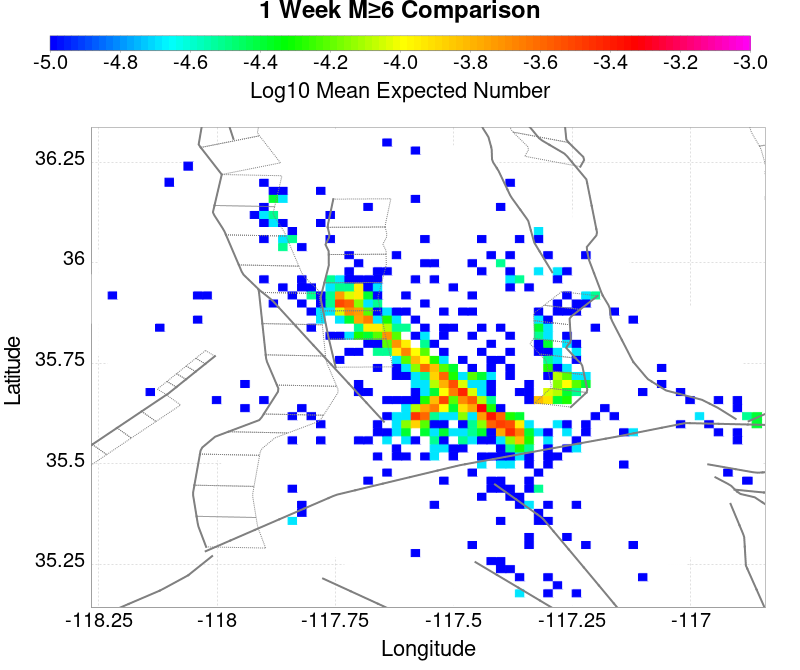 1 Week M≥6 Comparison
-5.0 -4.8 -4.6 -4.4 -4.2 -4.0 -3.8 -3.6 -3.4 -3.2 -3.0
Log10 Mean Expected Number
36.25
36
35.75
35.5
35.25
Latitude
-118.25 -118 -117.75 -117.5 -117.25 -117
Longitude